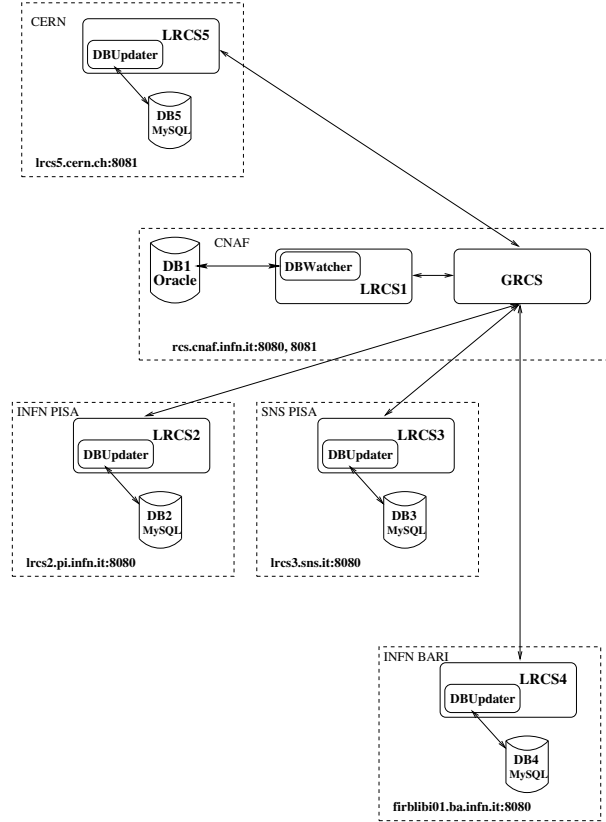 CERN
LRCS5
DBUpdater
DB5
MySQL
lrcs5.cern.ch:8081
CNAF
DB1
Oracle
DBWatcher
LRCS1
GRCS
rcs.cnaf.infn.it:8080, 8081
INFN PISA
LRCS2
DBUpdater
DB2
MySQL
lrcs2.pi.infn.it:8080
SNS PISA
LRCS3
DBUpdater
DB3
MySQL
lrcs3.sns.it:8080
INFN BARI
LRCS4
DBUpdater
DB4
MySQL
firblibi01.ba.infn.it:8080